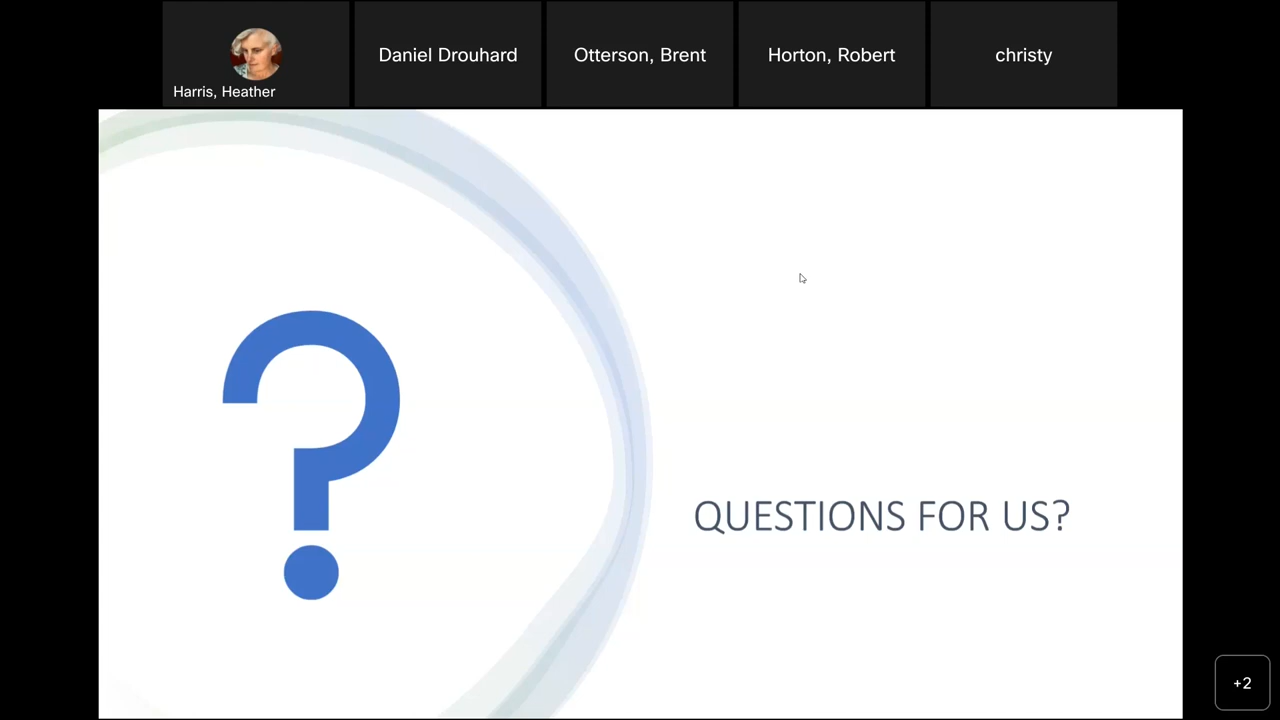 Harris, Heather
Daniel Drouhard
Otterson, Brent
Horton, Robert
christy
?
QUESTIONS FOR US?
+2